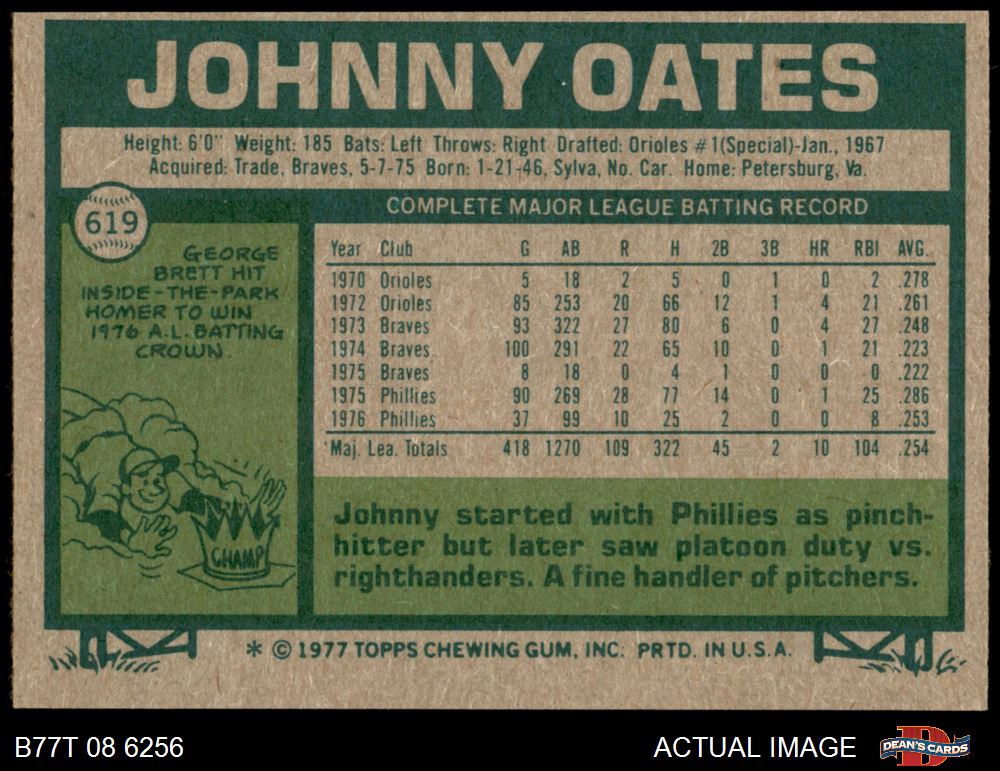 JOHNNY OATES
Height: 6'0" Weight: 185 Bats: Left Throws: Right Drafted: Orioles #1(Special)-Jan., 1967
Acquired: Trade, Braves, 5-7-75 Born: 1-21-46, Sylva, No. Car. Home: Petersburg, Va.
619
GEORGE
BRETT HIT
INSIDE-THE-PARK
HOMER TO WIN
1976 A.L. BATTING
CROWN.
CHAMP
COMPLETE MAJOR LEAGUE BATTING RECORD
Year Club G AB R H 2B 3B HR RBI AVG.
1970 Orioles 5 18 2 5 0 1 0 2 .278
1972 Orioles 85 253 20 66 12 1 4 21 .261
1973 Braves 93 322 27 80 6 0 4 27 .248
1974 Braves 100 291 22 65 10 0 1 21 .223
1975 Braves 8 18 0 4 1 0 0 0 .222
1975 Phillies 90 269 28 77 14 0 1 25 .286
1976 Phillies 37 99 10 25 2 0 0 8 .253
Maj. Lea. Totals 418 1270 109 322 45 2 10 104 .254
Johnny started with Phillies as pinch-
hitter but later saw platoon duty vs.
righthanders. A fine handler of pitchers.
* © 1977 TOPPS CHEWING GUM, INC. PRTD. IN U.S.A.
B77T 08 6256
ACTUAL IMAGE
DEAN'S CARDS